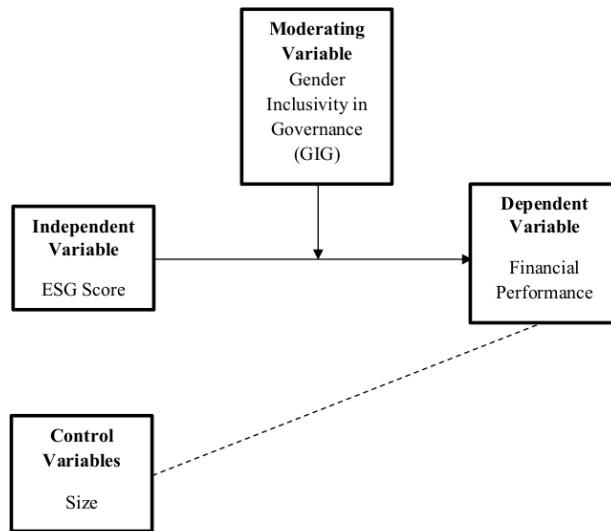 Moderating
Variable
Gender
Inclusivity in
Governance
(GIG)
Independent
Variable
ESG Score
Dependent
Variable
Financial
Performance
Control
Variables
Size